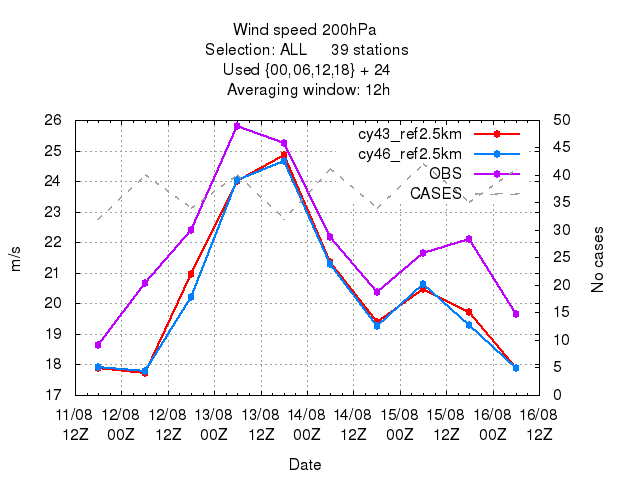 Wind speed 200hPa
Selection: ALL 39 stations
Used {00,06,12,18} + 24
Averaging window: 12h
cy43_ref2.5km
cy46_ref2.5km
OBS
CASES
26
25
24
23
22
21
20
19
18
17
m/s
50
45
40
35
30
25
20
15
10
5
0
No cases
11/08 12/08 12/08 13/08 13/08 14/08 14/08 15/08 15/08 16/08 16/08
12Z 00Z 12Z 00Z 12Z 00Z 12Z 00Z 12Z 00Z 12Z
Date